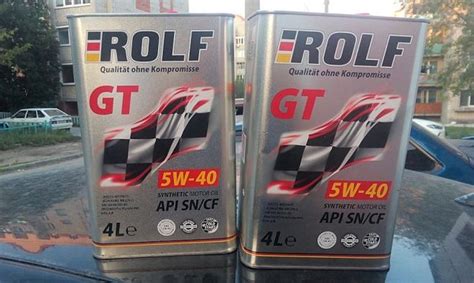 ROLF
Qualität ohne Kompromisse
GT
5W-40
SYNTHETIC MOTOR OIL
API SN/CF
4L e
ROLF
Qualität ohne Kompromisse
GT
5W-40
SYNTHETIC MOTOR OIL
API SN/CF
4L e